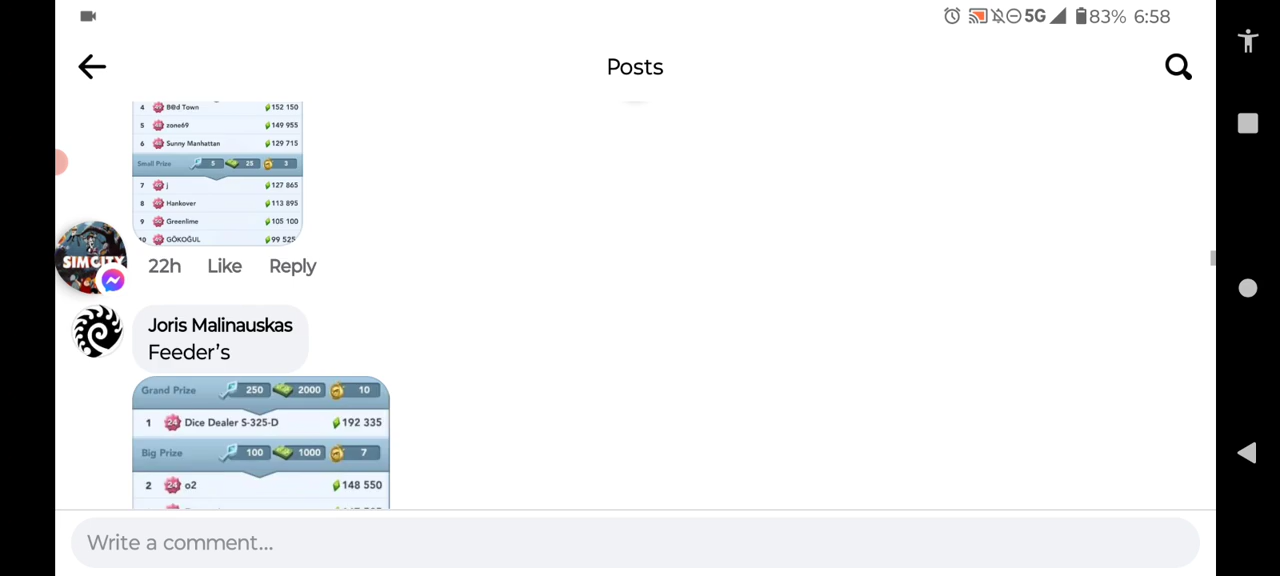 5G 83% 6:58
Posts
4 B@d Town 152 150
5 zono69 149 955
6 Sunny Manhattan 129 715
Small Prize 5 25 3
7 j 127 865
8 Hankover 113 895
9 Greenlime 105 100
10 GÖKOĞUL 99 525
SIMCITY
22h Like Reply
Joris Malinauskas
Feeder's
Grand Prize 250 2000 10
1 24 Dice Dealer S-325-D 192 335
Big Prize 100 1000 7
2 24 o2 148 550
Write a comment...